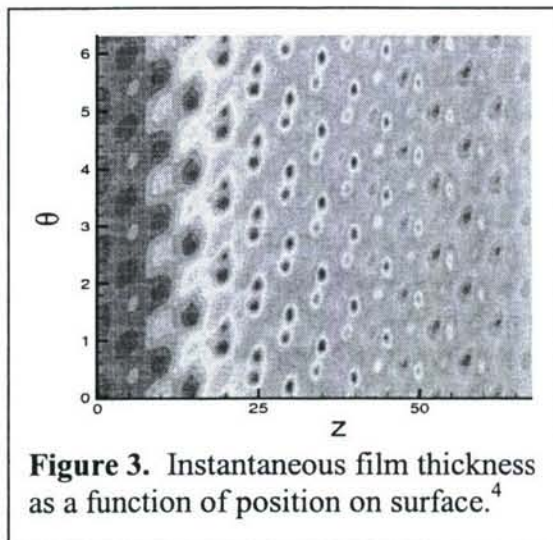 6
5
4
θ
3
2
1
0
0
25
50
Z
Figure 3. Instantaneous film thickness
as a function of position on surface.4